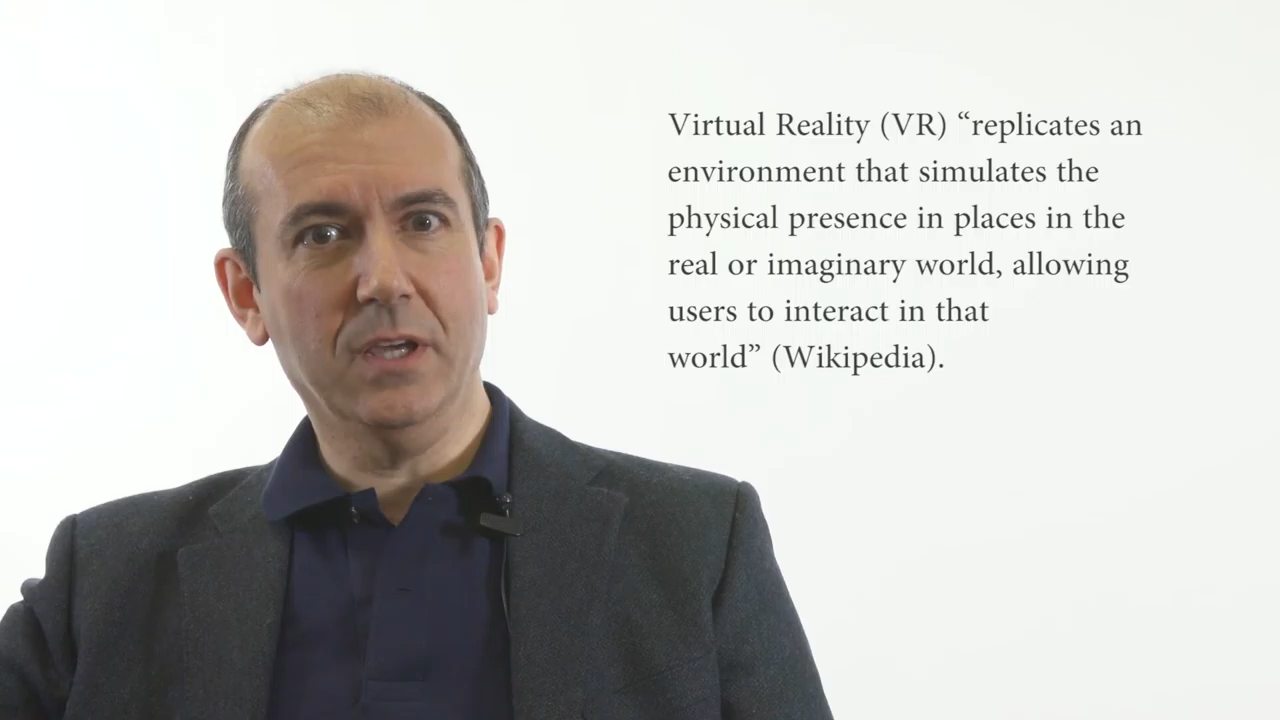 Virtual Reality (VR) “replicates an
environment that simulates the
physical presence in places in the
real or imaginary world, allowing
users to interact in that
world” (Wikipedia).